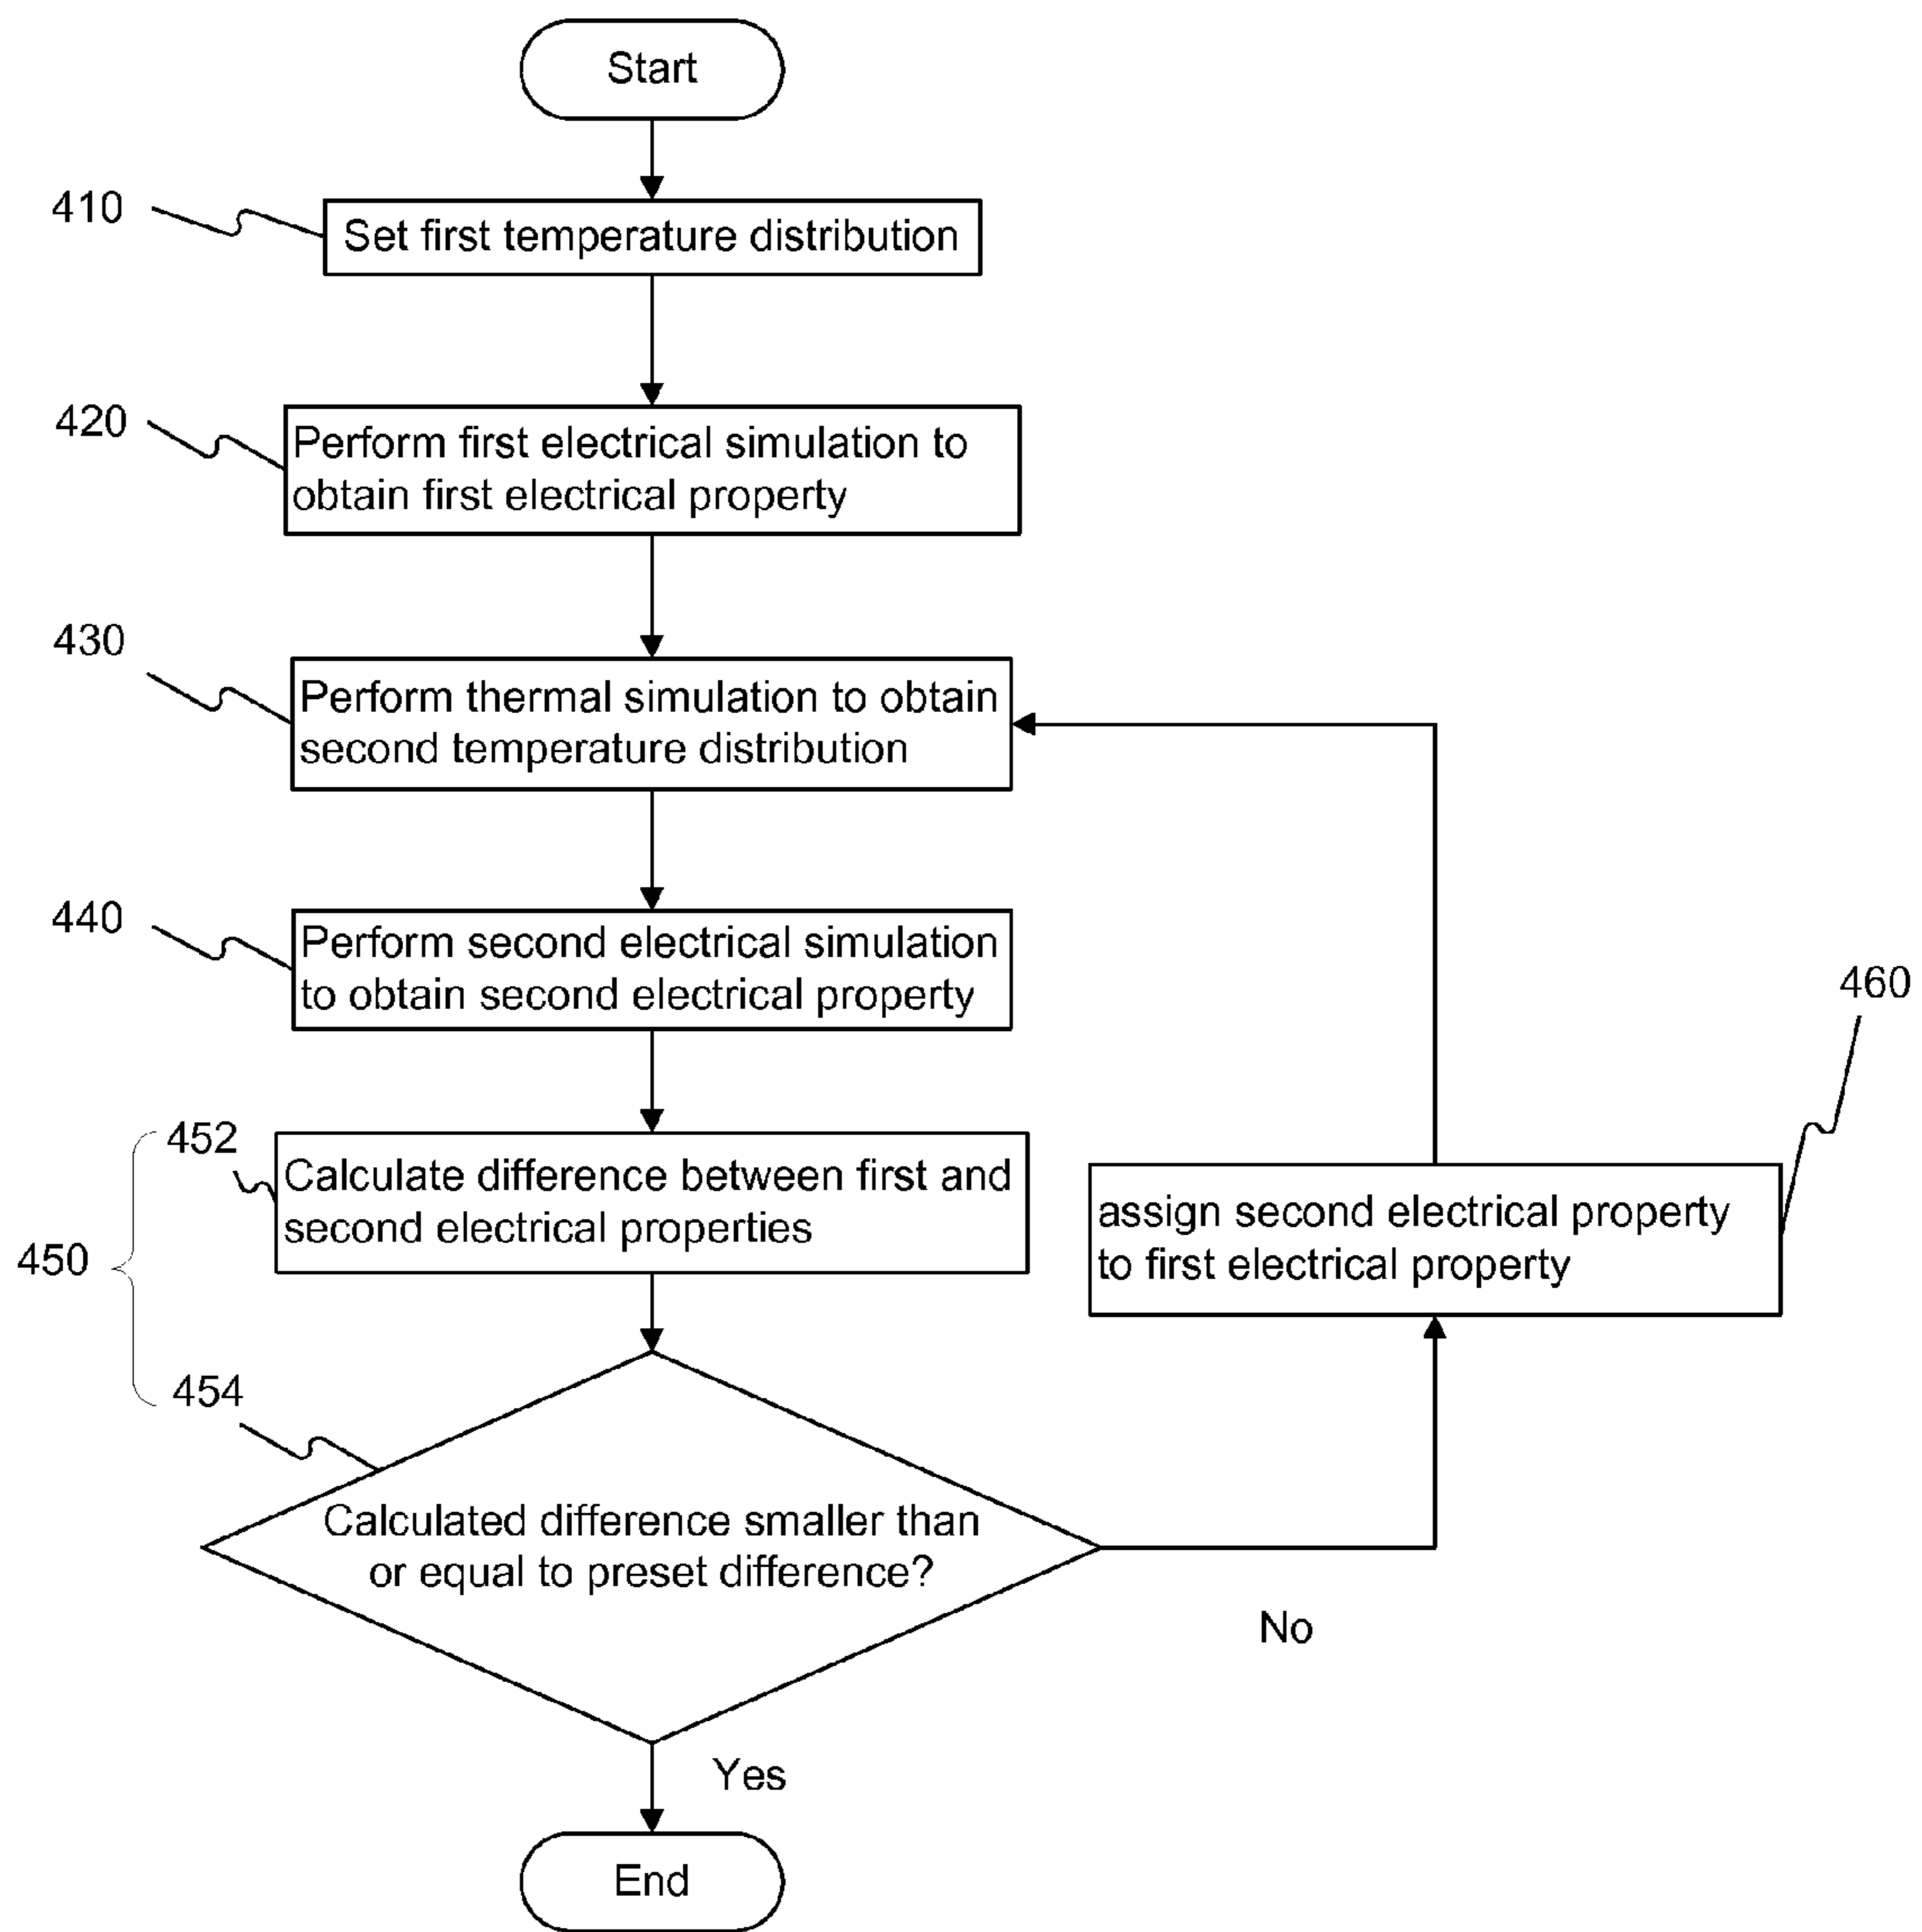 Start
410
Set first temperature distribution
420
Perform first electrical simulation to
obtain first electrical property
430
Perform thermal simulation to obtain
second temperature distribution
440
Perform second electrical simulation
to obtain second electrical property
460
452
Calculate difference between first and
second electrical properties
assign second electrical property
to first electrical property
450
454
Calculated difference smaller than
or equal to preset difference?
No
Yes
End